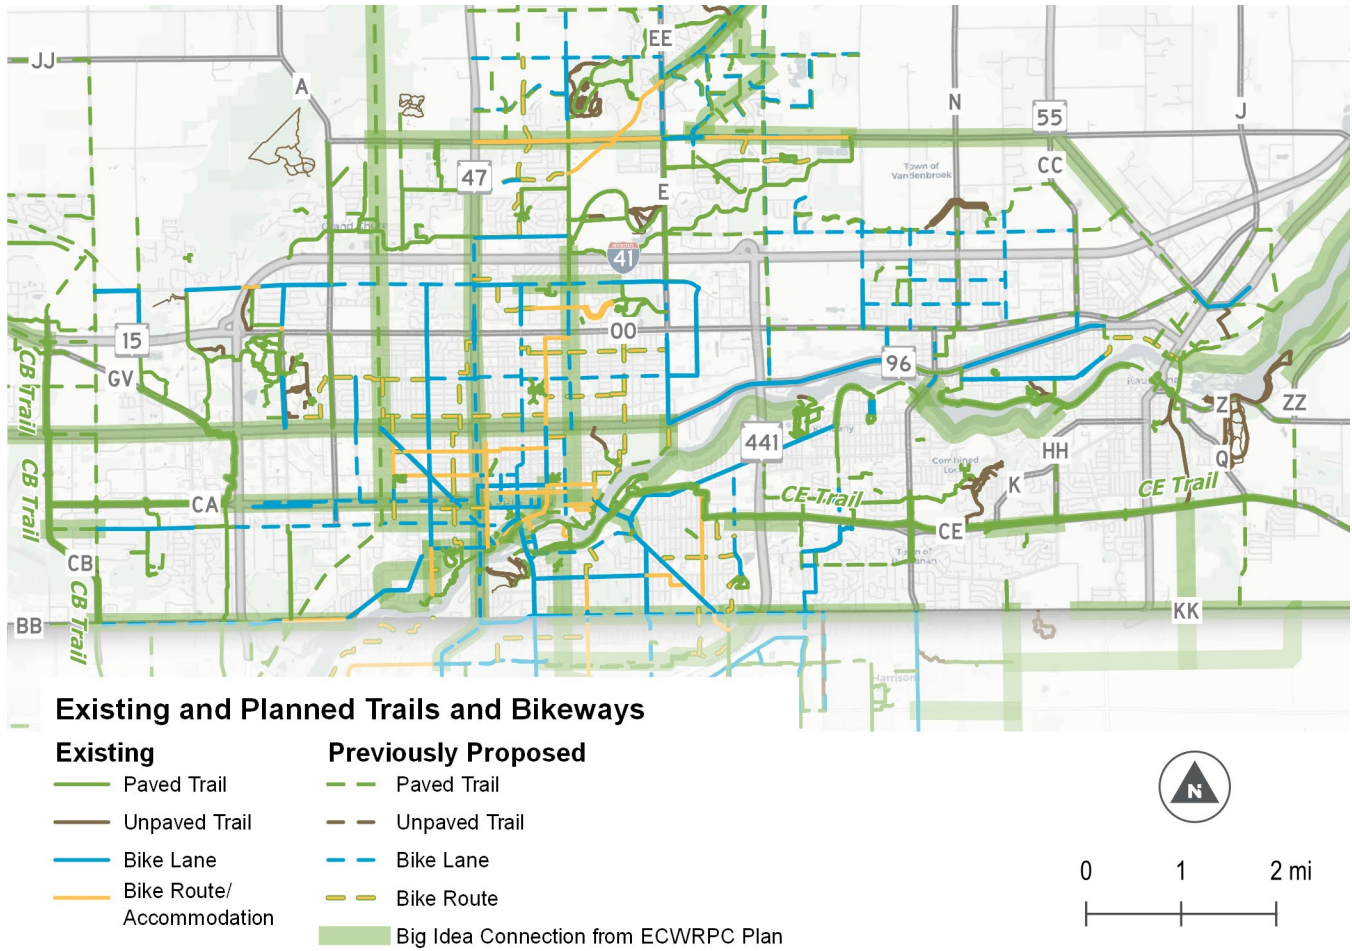 EE
JJ
A
N
55
J
Town of
Vandenbroek
CC
47
E
41
15
00
96
GV
CB Trail
441
Z
ZZ
HH
Q
CB Trail
K
CE Trail
CE Trail
CA
CE
CB
CB Trail
KK
BB
Harrison
Existing and Planned Trails and Bikeways
Existing
Previously Proposed
Paved Trail
Paved Trail
Unpaved Trail
Unpaved Trail
Bike Lane
Bike Lane
Bike Route/
Accommodation
Bike Route
Big Idea Connection from ECWRPC Plan
N
0 1 2 mi